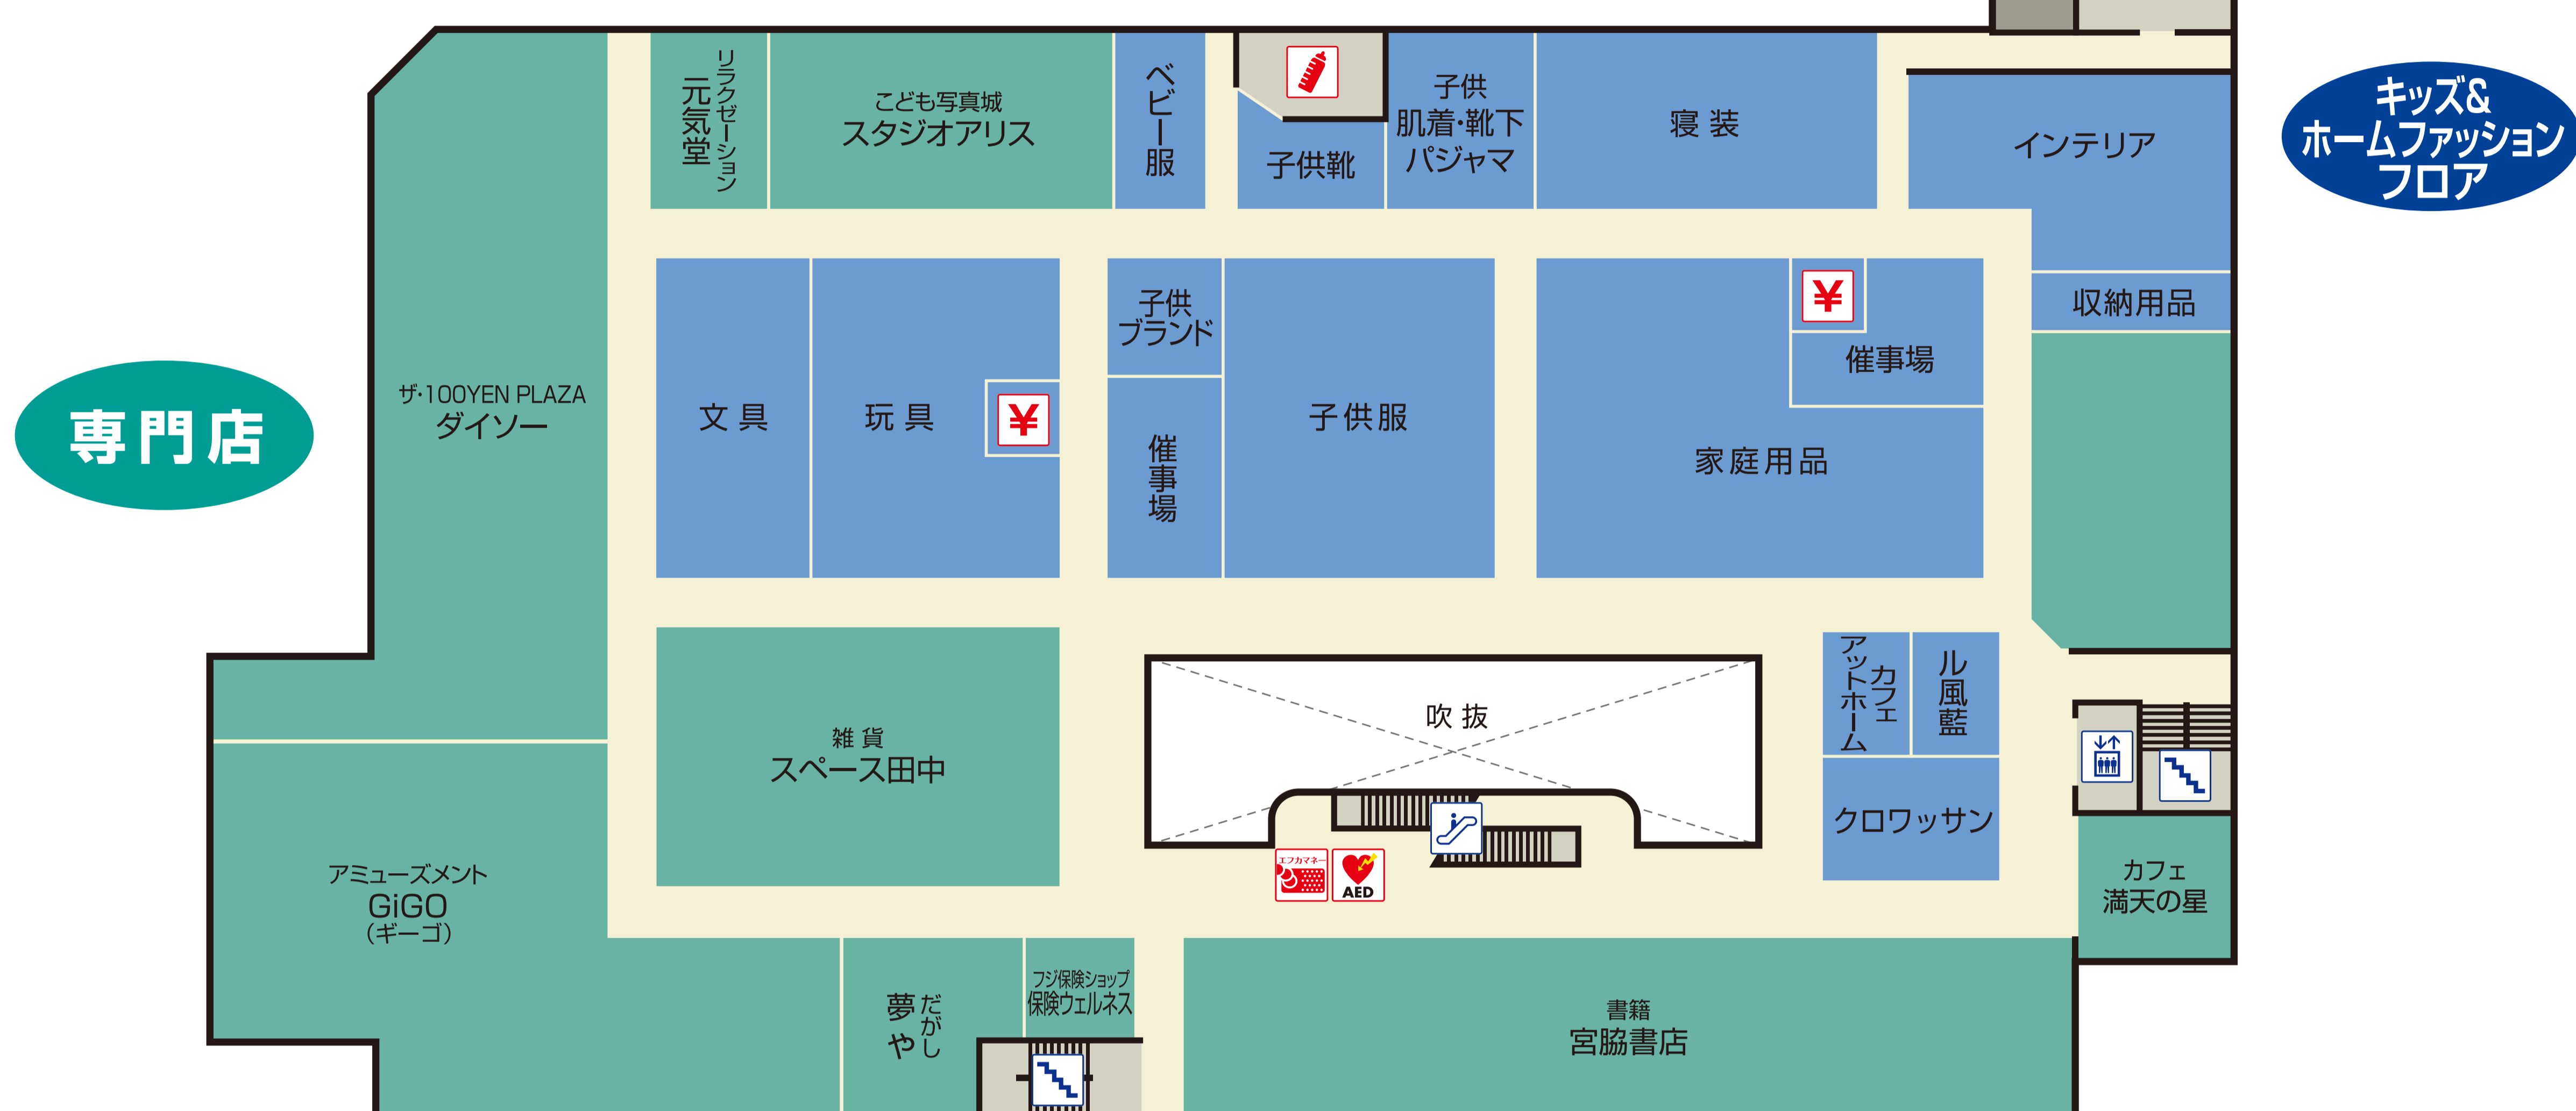 キッズ&
ホームファッション
フロア
専門店
リラクゼーション
元気堂
こども写真城
スタジオアリス
ベビー服
子供靴
子供
肌着・靴下
パジャマ
寝装
インテリア
収納用品
ザ・100YEN PLAZA
ダイソー
文具
玩具
¥
子供
ブランド
催事場
子供服
¥
催事場
家庭用品
雑貨
スペース田中
吹抜
カフェ
アットホーム
ル風藍
クロワッサン
エフカマネー
AED
アミューズメント
GiGO
(ギーゴ)
カフェ
満天の星
だがし
夢や
フジ保険ショップ
保険ウェルネス
書籍
宮脇書店